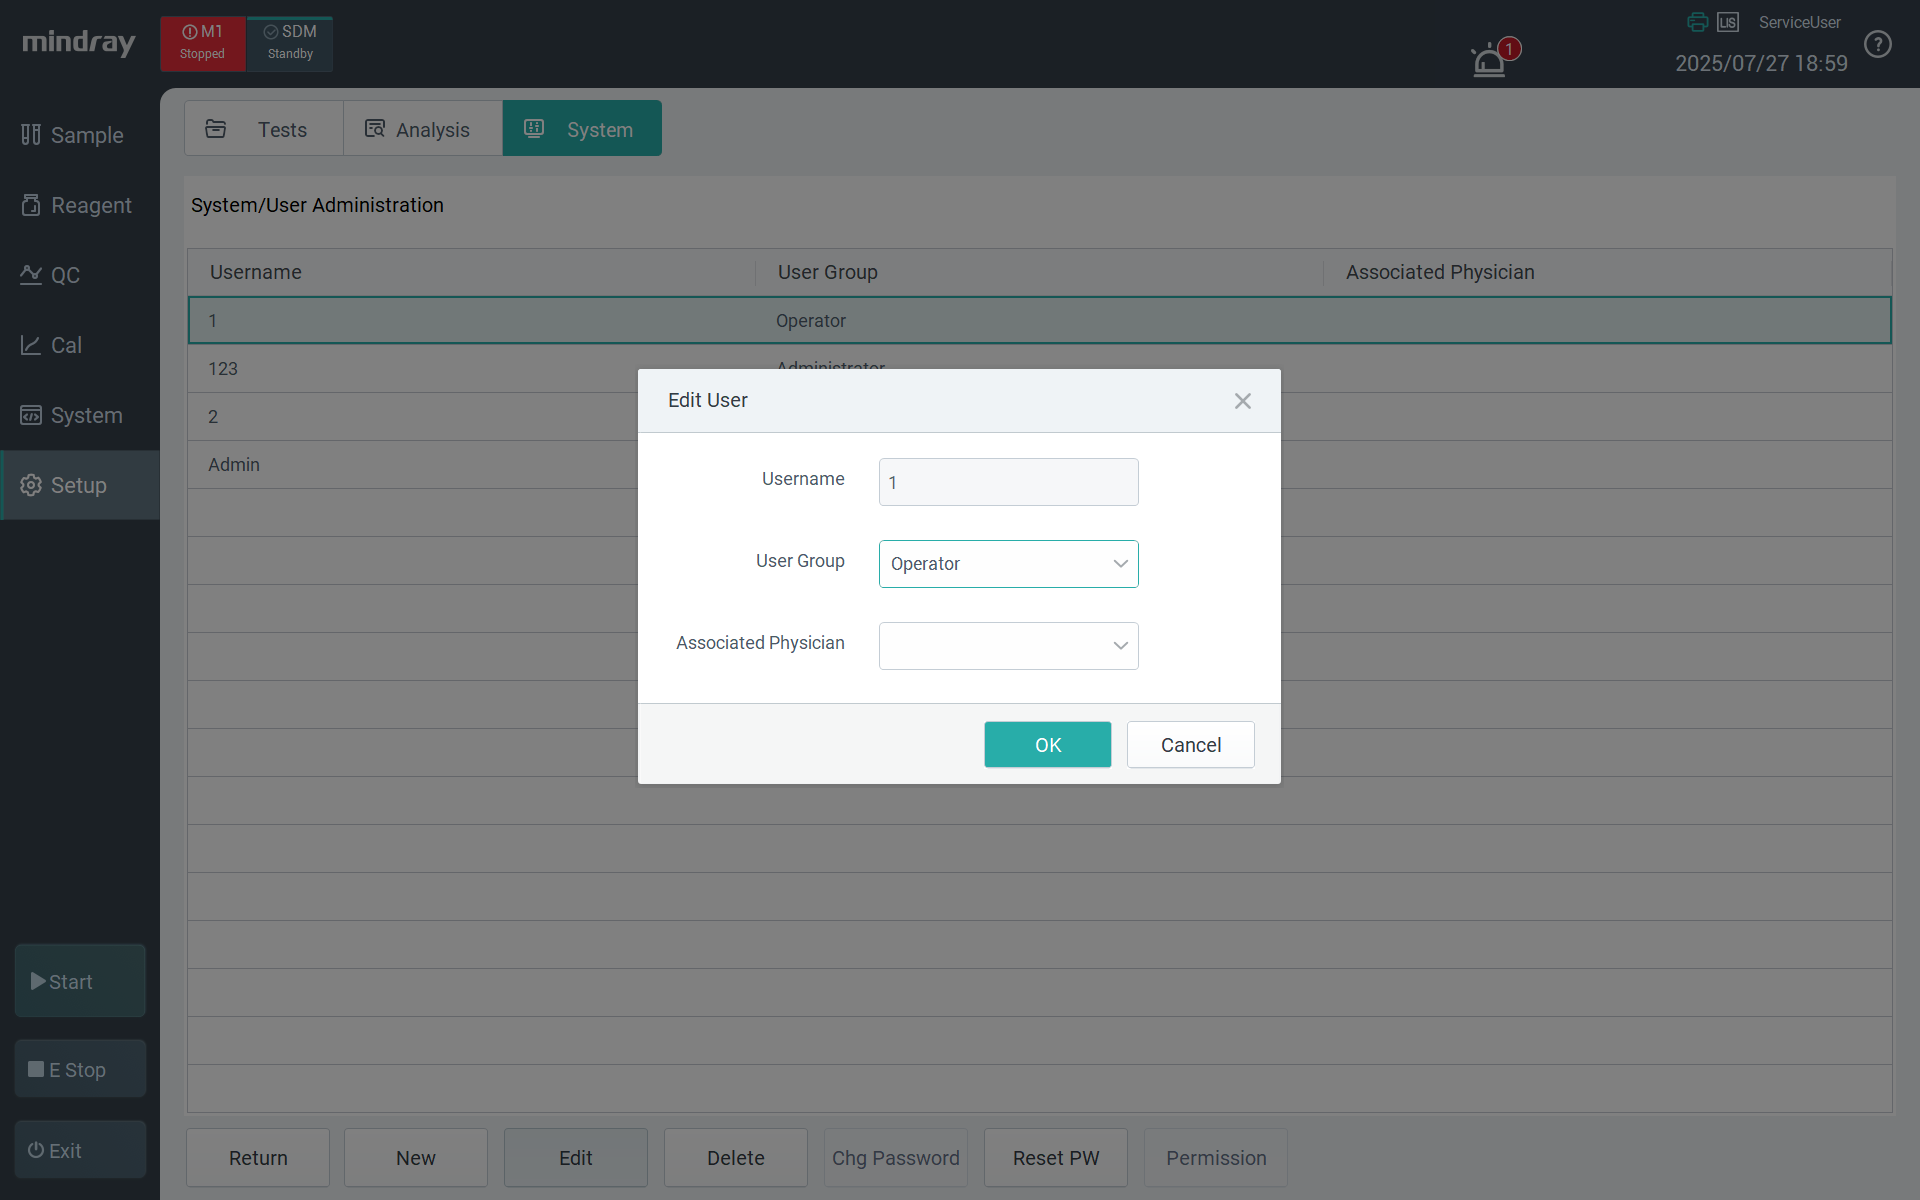 mindray
M1
Stopped
SDM
Standby
1
LIS
ServiceUser
2025/07/27 18:59
?
Sample
Reagent
QC
Cal
System
Setup
Start
E Stop
Exit
Tests
Analysis
System
System/User Administration
Username User Group Associated Physician
1 Operator
123 Administrator
2
Admin
Edit User
Username 1
User Group Operator
Associated Physician
OK Cancel
Return New Edit Delete Chg Password Reset PW Permission